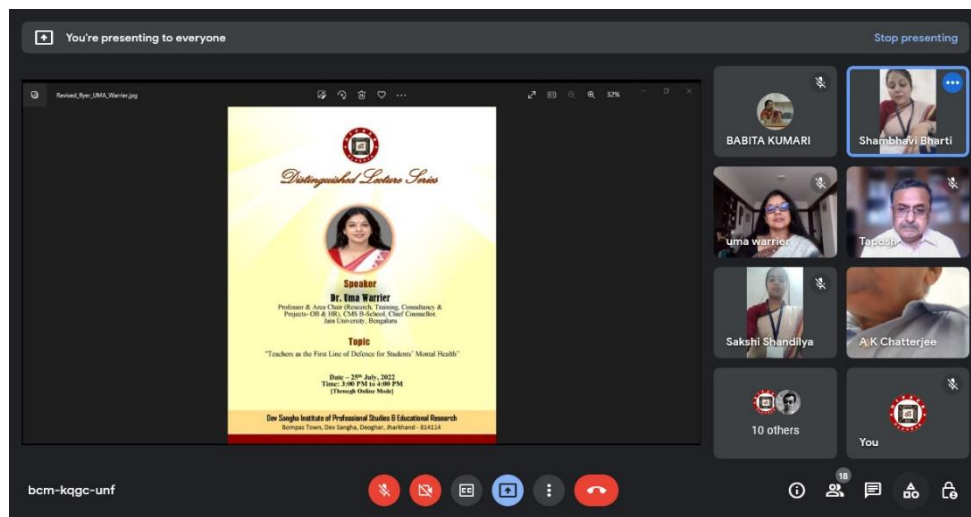 You're presenting to everyone
Stop presenting
Revised_flyer_UMA_Warrier.jpg
32%
Distinguished Lecture Series
Speaker
Dr. Uma Warrier
Professor & Area Chair (Research, Training, Consultancy &
Projects- OB & HR), CMS B-School, Chief Counsellor,
Jain University, Bengaluru
Topic
"Teachers as the First Line of Defence for Students' Mental Health"
Date – 25th July, 2022
Time: 3:00 PM to 4:00 PM
[Through Online Mode]
Dev Sangha Institute of Professional Studies & Educational Research
Bompas Town, Dev Sangha, Deoghar, Jharkhand - 814114
BABITA KUMARI
Shambhavi Bharti
uma warrier
Taposh
Sakshi Shandilya
A K Chatterjee
10 others
You
bcm-kqgc-unf
CC
18